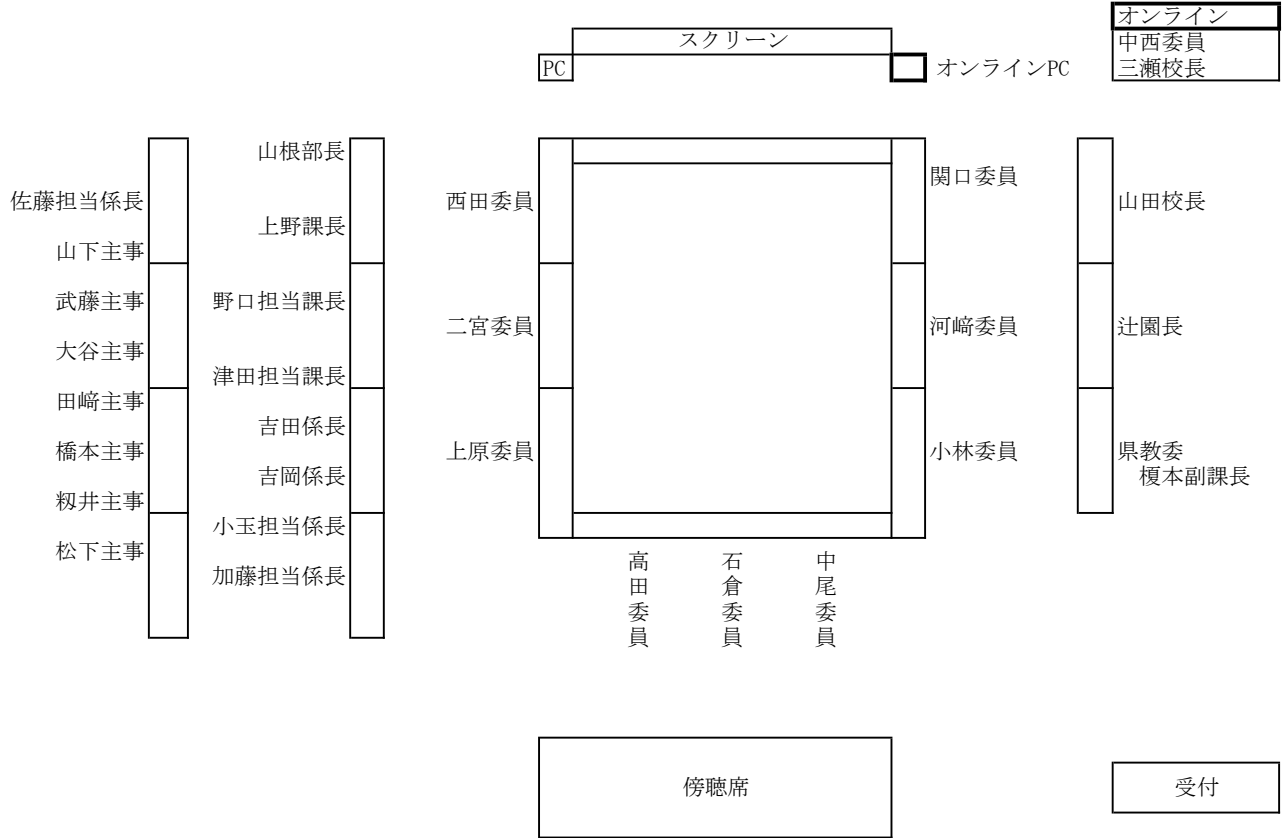 オンライン
中西委員
三瀬校長
スクリーン
PC
オンラインPC
山根部長
上野課長
野口担当課長
津田担当課長
吉田係長
吉岡係長
小玉担当係長
加藤担当係長
佐藤担当係長
山下主事
武藤主事
大谷主事
田﨑主事
橋本主事
籾井主事
松下主事
西田委員
二宮委員
上原委員
関口委員
河﨑委員
小林委員
山田校長
辻園長
県教委
榎本副課長
高田委員
石倉委員
中尾委員
傍聴席
受付